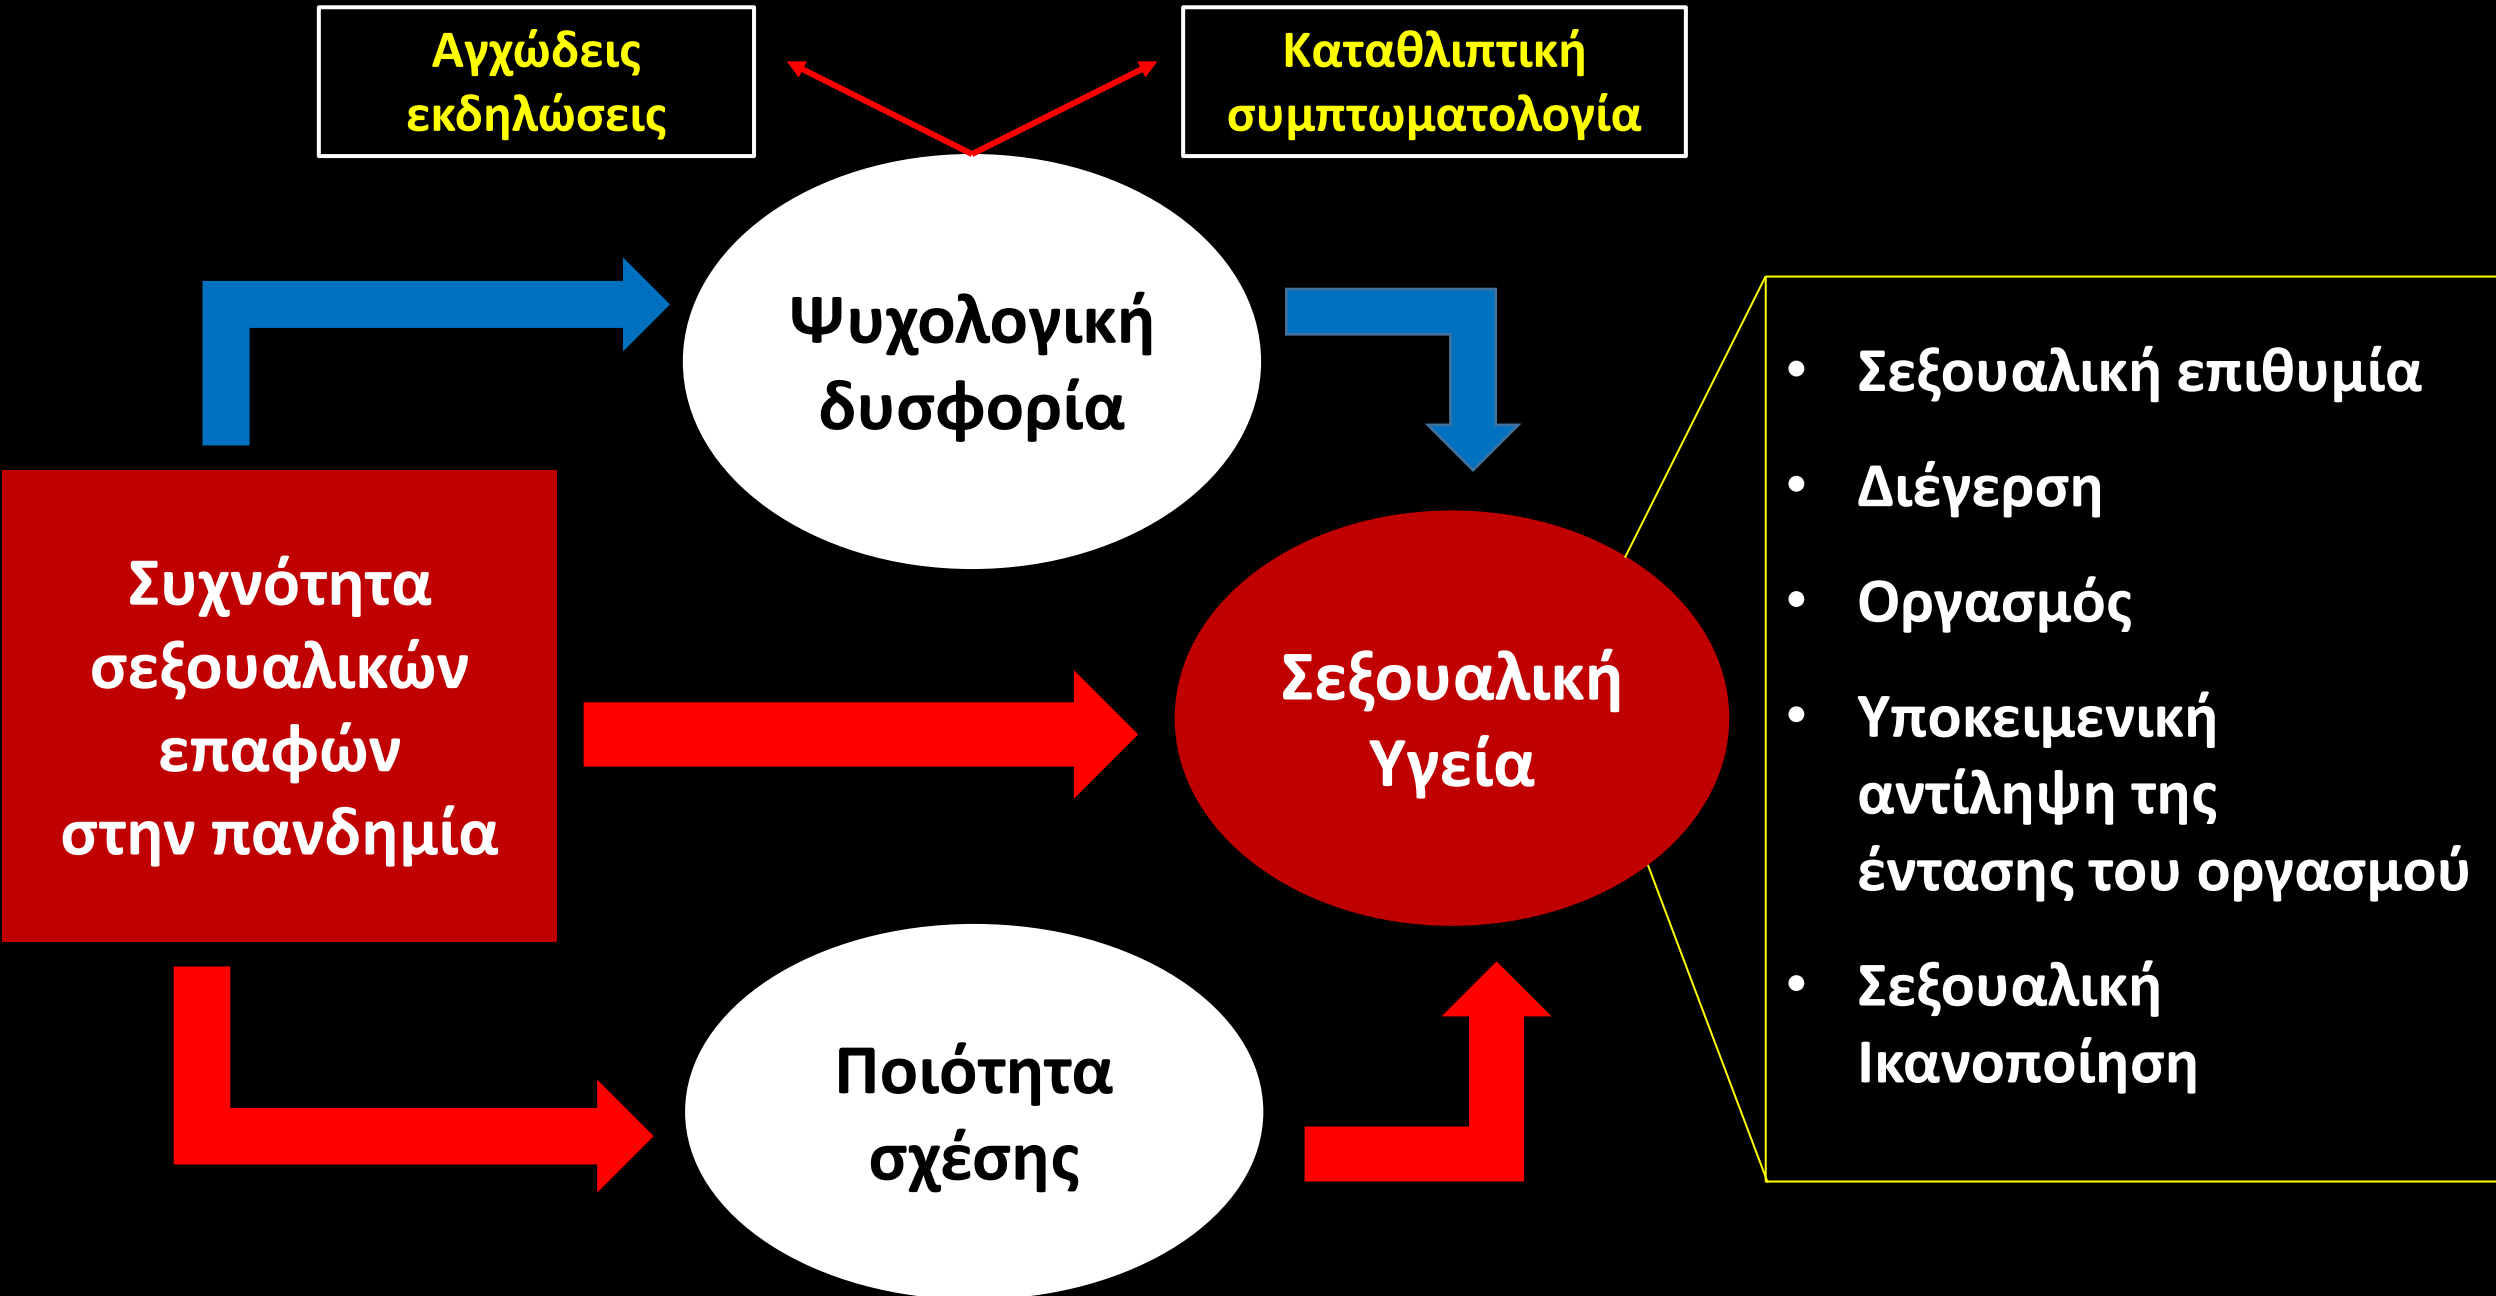 Αγχώδεις
εκδηλώσεις
Καταθλιπτική
συμπτωματολογία
Ψυχολογική
δυσφορία
Συχνότητα
σεξουαλικών
επαφών
στην πανδημία
Σεξουαλική
Υγεία
Ποιότητα
σχέσης
• Σεξουαλική επιθυμία
• Διέγερση
• Οργασμός
• Υποκειμενική
αντίληψη της
έντασης του οργασμού
• Σεξουαλική
Ικανοποίηση